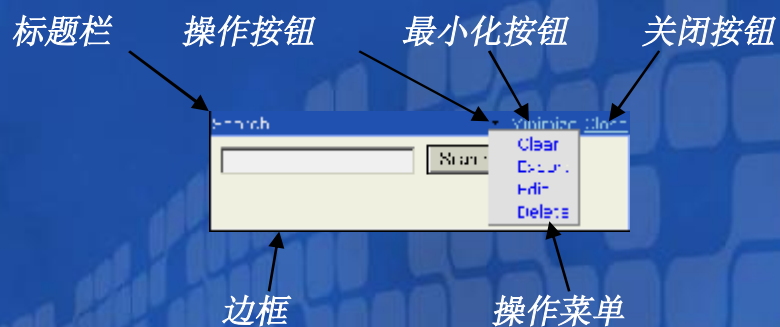 标题栏 操作按钮 最小化按钮 关闭按钮
Search Minimize Close
Clear
Edit
Delete
边框 操作菜单